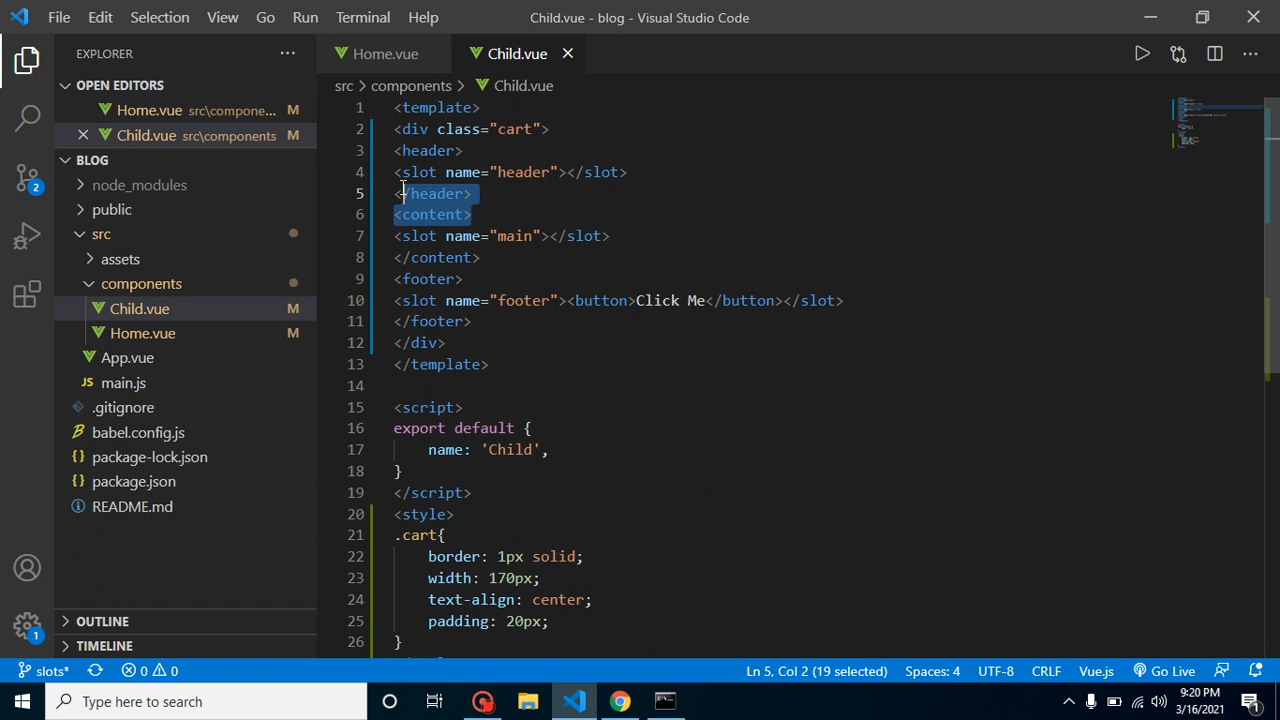 File Edit Selection View Go Run Terminal Help
Child.vue - blog - Visual Studio Code
EXPLORER
OPEN EDITORS
Home.vue src\compone... M
Child.vue src\components M
BLOG
node_modules
public
src
assets
components
Child.vue M
Home.vue M
App.vue
JS main.js
.gitignore
babel.config.js
package-lock.json
package.json
README.md
OUTLINE
TIMELINE
2
1
Home.vue Child.vue
src > components > Child.vue
1 <template>
2 <div class="cart">
3 <header>
4 <slot name="header"></slot>
5 </header>
6 <content>
7 <slot name="main"></slot>
8 </content>
9 <footer>
10 <slot name="footer"><button>Click Me</button></slot>
11 </footer>
12 </div>
13 </template>
14
15 <script>
16 export default {
17 name: 'Child',
18 }
19 </script>
20 <style>
21 .cart{
22 border: 1px solid;
23 width: 170px;
24 text-align: center;
25 padding: 20px;
26 }
slots* 0 0 Ln 5, Col 2 (19 selected) Spaces: 4 UTF-8 CRLF Vue.js Go Live
Type here to search
9:20 PM
3/16/2021
1